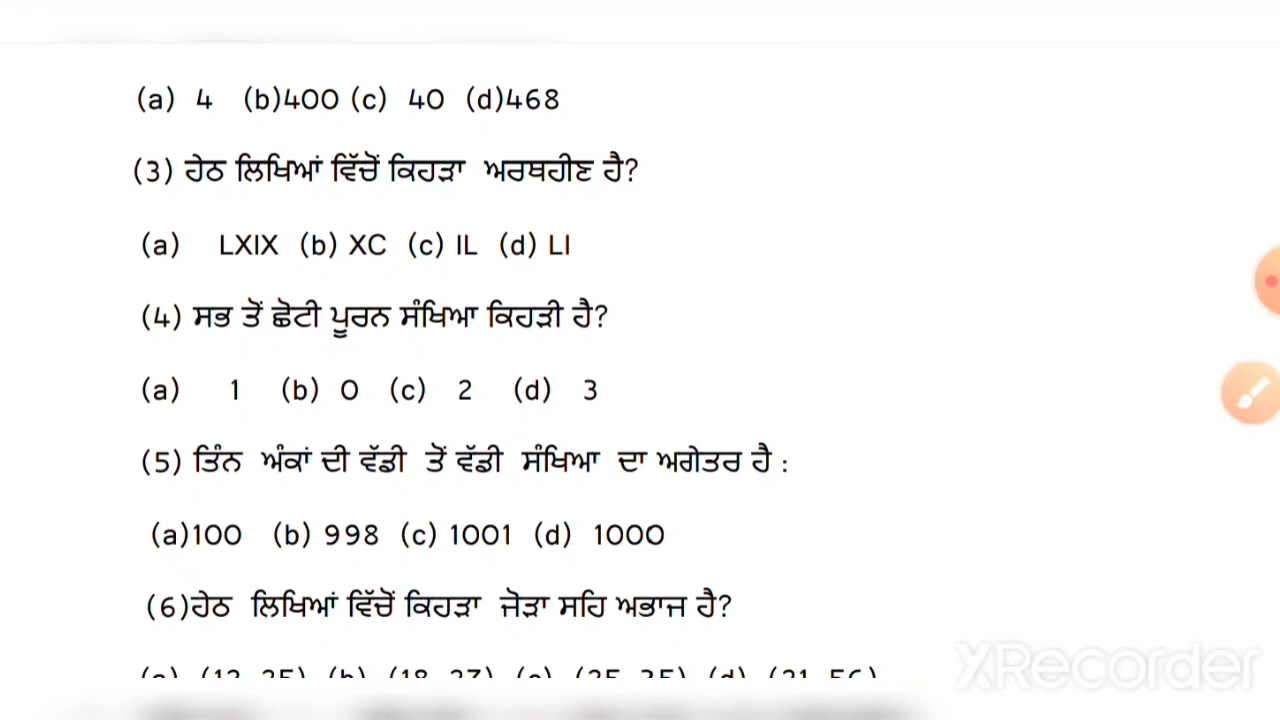 (a) 4 (b)400 (c) 40 (d)468
(3) ਹੇਠ ਲਿਖਿਆਂ ਵਿੱਚੋਂ ਕਿਹੜਾ ਅਰਥਹੀਣ ਹੈ?
(a) LXIX (b) XC (c) IL (d) LI
(4) ਸਭ ਤੋਂ ਛੋਟੀ ਪੂਰਨ ਸੰਖਿਆ ਕਿਹੜੀ ਹੈ?
(a) 1 (b) 0 (c) 2 (d) 3
(5) ਤਿੰਨ ਅੰਕਾਂ ਦੀ ਵੱਡੀ ਤੋਂ ਵੱਡੀ ਸੰਖਿਆ ਦਾ ਅਗੇਤਰ ਹੈ :
(a)100 (b) 998 (c) 1001 (d) 1000
(6)ਹੇਠ ਲਿਖਿਆਂ ਵਿੱਚੋਂ ਕਿਹੜਾ ਜੋੜਾ ਸਹਿ ਅਭਾਜ ਹੈ?
XRecorder